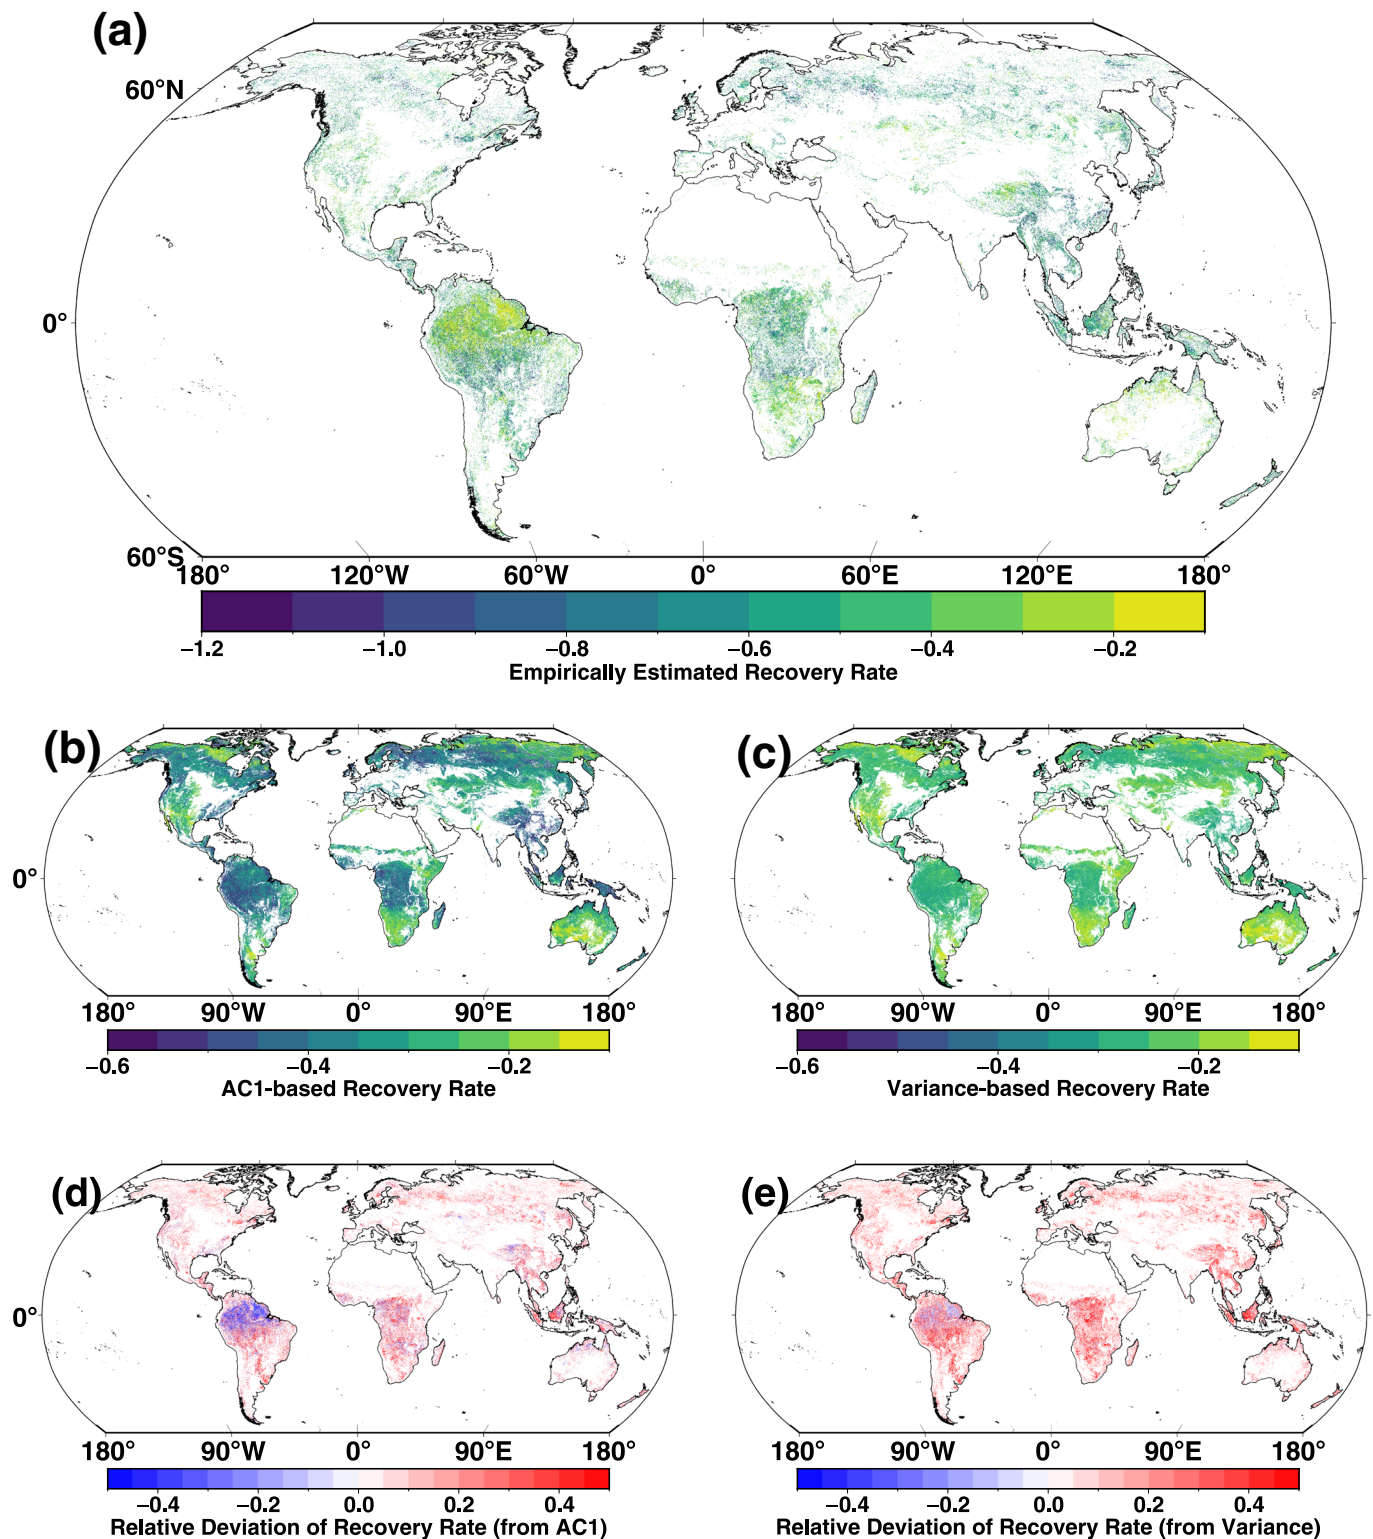 (a)
60°N
0°
60°S
180° 120°W 60°W 0° 60°E 120°E 180°
−1.2 −1.0 −0.8 −0.6 −0.4 −0.2
Empirically Estimated Recovery Rate
(b)
0°
180° 90°W 0° 90°E 180°
−0.6 −0.4 −0.2
AC1-based Recovery Rate
(c)
180° 90°W 0° 90°E 180°
−0.6 −0.4 −0.2
Variance-based Recovery Rate
(d)
0°
180° 90°W 0° 90°E 180°
−0.4 −0.2 0.0 0.2 0.4
Relative Deviation of Recovery Rate (from AC1)
(e)
180° 90°W 0° 90°E 180°
−0.4 −0.2 0.0 0.2 0.4
Relative Deviation of Recovery Rate (from Variance)